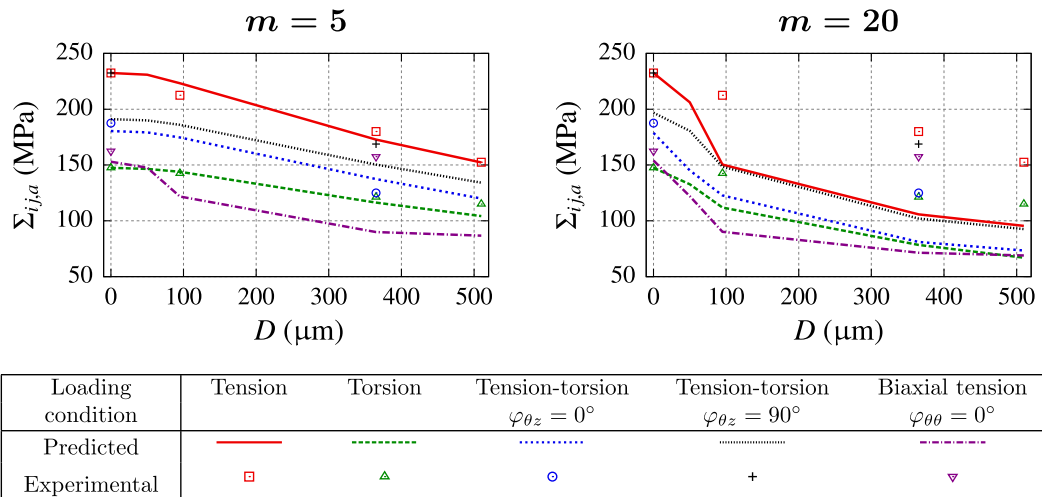 m = 5
m = 20
250
200
150
100
50
0 100 200 300 400 500
Σij,a (MPa)
D (μm)
250
200
150
100
50
0 100 200 300 400 500
Σij,a (MPa)
D (μm)
Loading condition
Tension
Torsion
Tension-torsion
φθz = 0°
Tension-torsion
φθz = 90°
Biaxial tension
φθθ = 0°
Predicted
Experimental